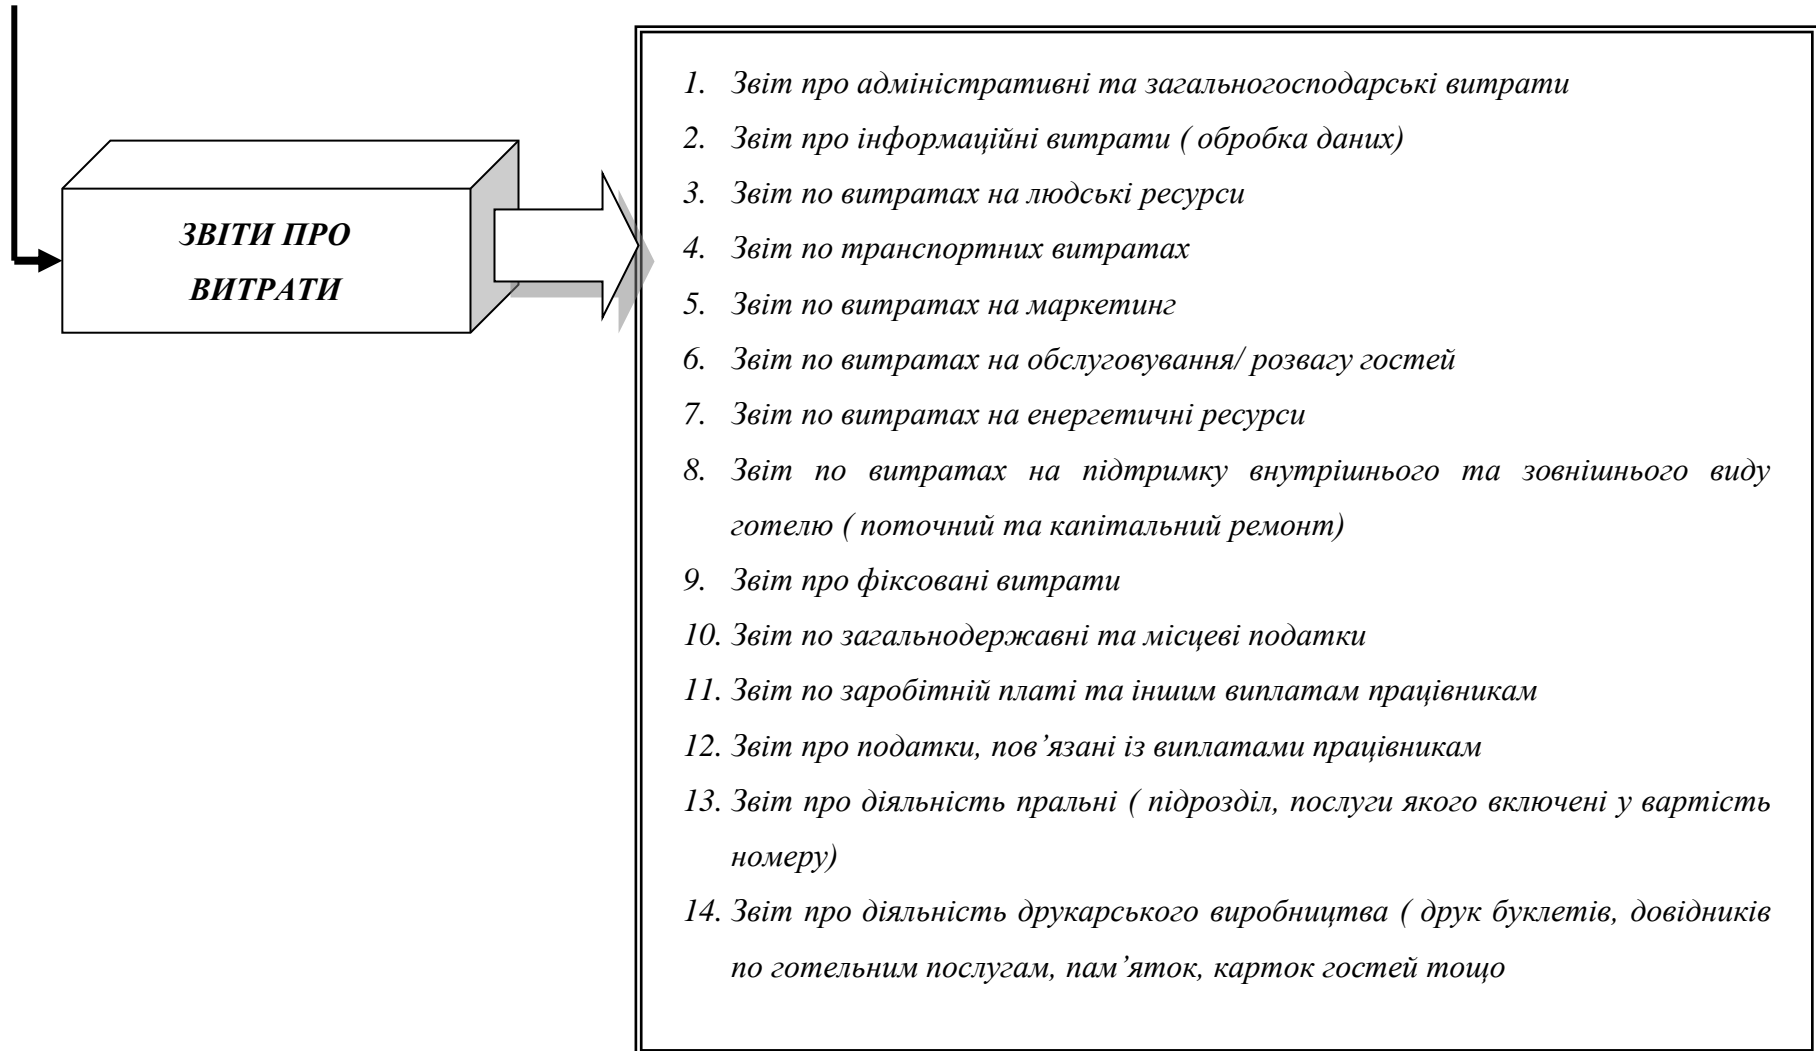 ЗВІТИ ПРО
ВИТРАТИ
1. Звіт про адміністративні та загальногосподарські витрати
2. Звіт про інформаційні витрати ( обробка даних)
3. Звіт по витратах на людські ресурси
4. Звіт по транспортних витратах
5. Звіт по витратах на маркетинг
6. Звіт по витратах на обслуговування/ розвагу гостей
7. Звіт по витратах на енергетичні ресурси
8. Звіт по витратах на підтримку внутрішнього та зовнішнього виду
готелю ( поточний та капітальний ремонт)
9. Звіт про фіксовані витрати
10. Звіт по загальнодержавні та місцеві податки
11. Звіт по заробітній платі та іншим виплатам працівникам
12. Звіт про податки, пов’язані із виплатами працівникам
13. Звіт про діяльність пральні ( підрозділ, послуги якого включені у вартість
номеру)
14. Звіт про діяльність друкарського виробництва ( друк буклетів, довідників
по готельним послугам, пам’яток, карток гостей тощо